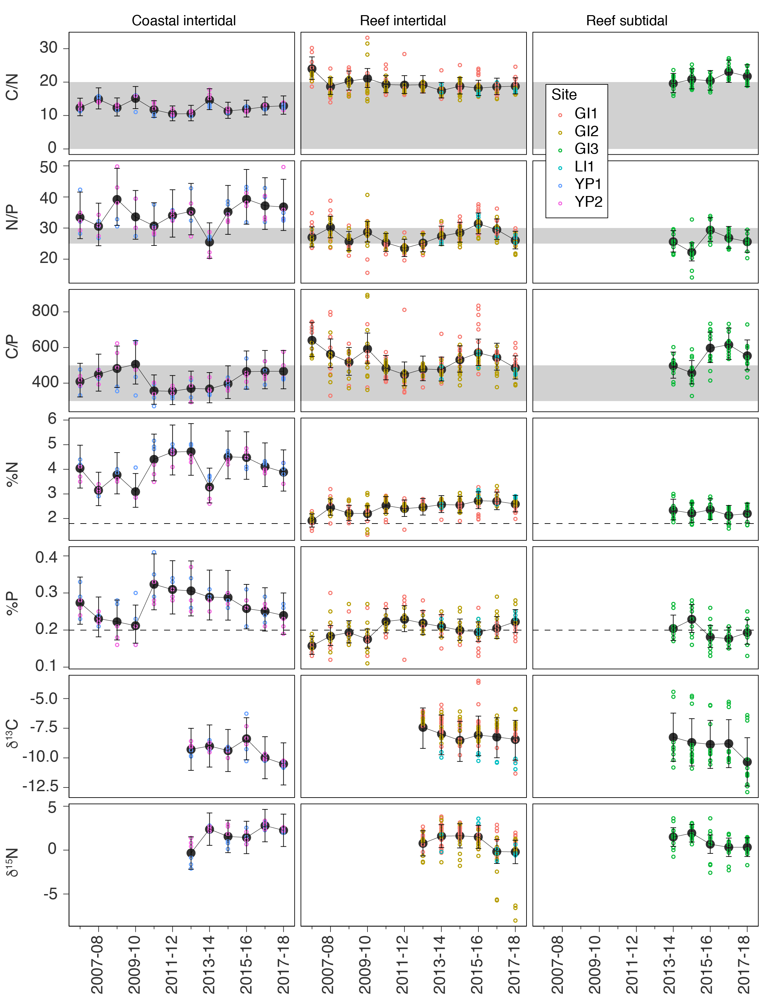 Coastal intertidal Reef intertidal Reef subtidal
C/N
30
20
10
0
Site
GI1
GI2
GI3
LI1
YP1
YP2
N/P
50
40
30
20
C/P
800
600
400
%N
6
5
4
3
2
%P
0.4
0.3
0.2
0.1
δ13C
-5.0
-7.5
-10.0
-12.5
δ15N
5
0
-5
2007-08 2009-10 2011-12 2013-14 2015-16 2017-18 2007-08 2009-10 2011-12 2013-14 2015-16 2017-18 2007-08 2009-10 2011-12 2013-14 2015-16 2017-18